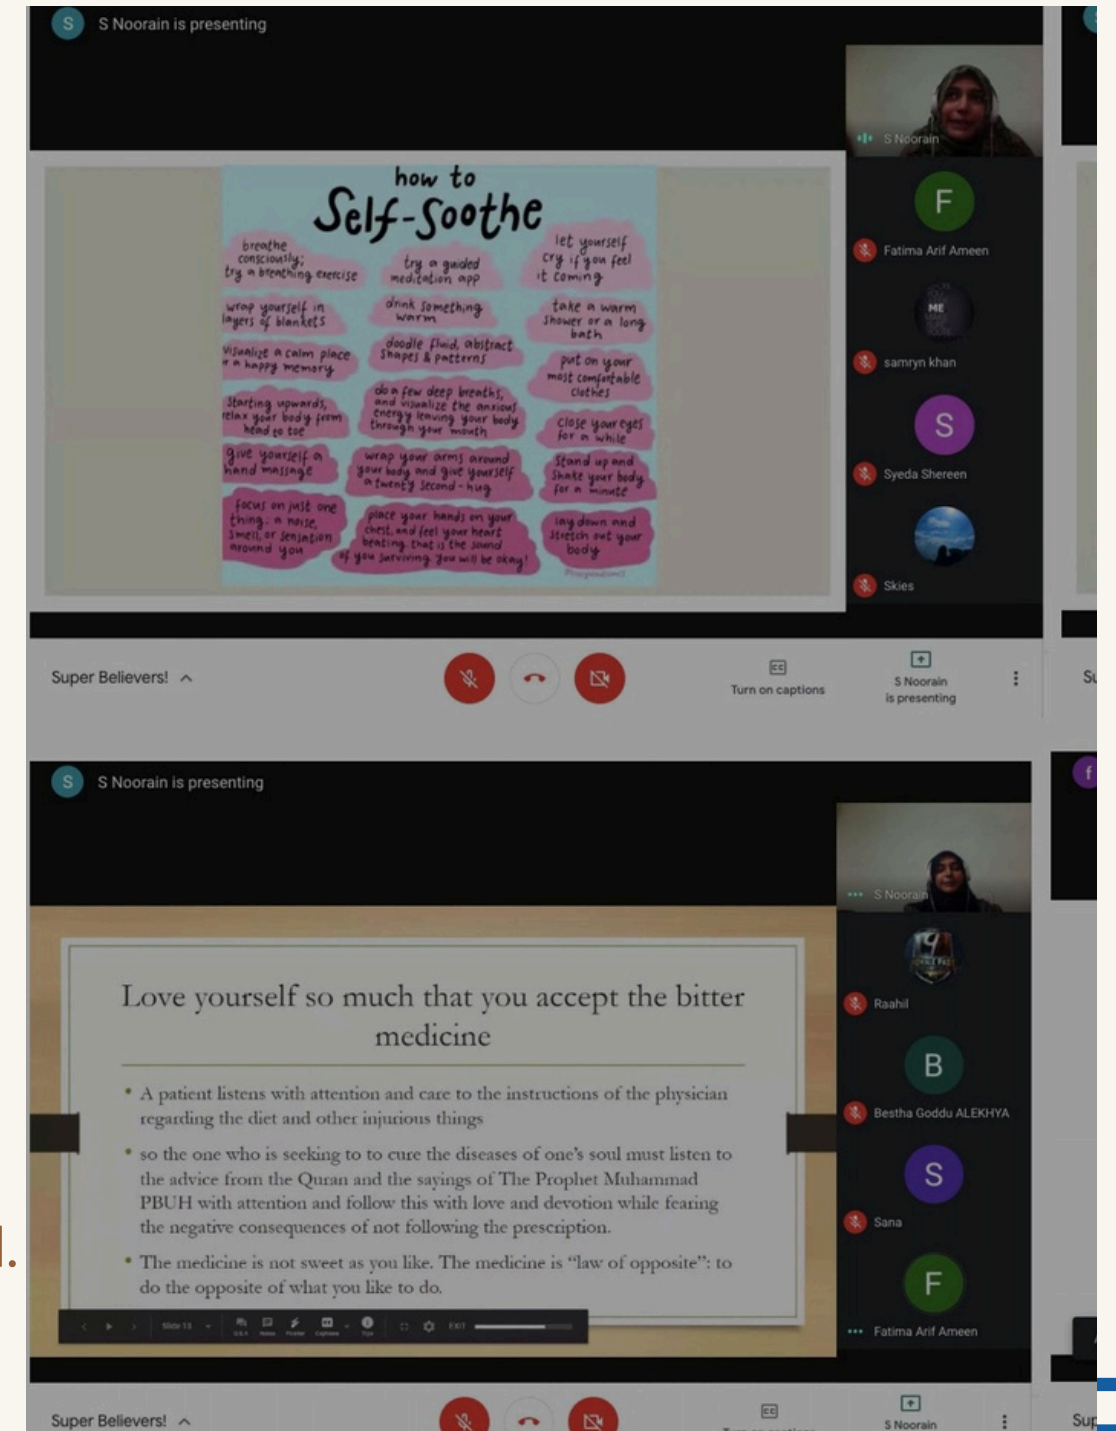 S
S Noorain is presenting
S Noorain
how to
Self-Soothe
breathe
consciously;
try a breathing exercise
try a guided
meditation app
let yourself
cry if you feel
it coming
wrap yourself in
layers of blankets
drink something
warm
take a warm
shower or a long
bath
visualize a calm place
or a happy memory
doodle fluid, abstract
shapes & patterns
put on your
most comfortable
clothes
starting upwards,
relax your body from
head to toe
do a few deep breaths,
and visualize the anxious
energy leaving your body
through your mouth
close your eyes
for a while
give yourself a
hand massage
wrap your arms around
your body and give yourself
a twenty second-hug
Stand up and
Shake your body
for a minute
focus on just one
thing: a noise,
smell, or sensation
around you
place your hands on your
chest, and feel your heart
beating. that is the sound
of you surviving. you will be okay!
lay down and
stretch out your
body
F
Fatima Arif Ameen
ME
samryn khan
S
Syeda Shereen
Skies
Super Believers!
Turn on captions
S Noorain
is presenting
S
S Noorain is presenting
S Noorain
Love yourself so much that you accept the bitter
medicine
• A patient listens with attention and care to the instructions of the physician
regarding the diet and other injurious things
• so the one who is seeking to to cure the diseases of one's soul must listen to
the advice from the Quran and the sayings of The Prophet Muhammad
PBUH with attention and follow this with love and devotion while fearing
the negative consequences of not following the prescription.
• The medicine is not sweet as you like. The medicine is “law of opposite”: to
do the opposite of what you like to do.
EXIT
Raahil
B
Bestha Goddu ALEKHYA
S
Sana
F
Fatima Arif Ameen
Super Believers!
S Noorain
f